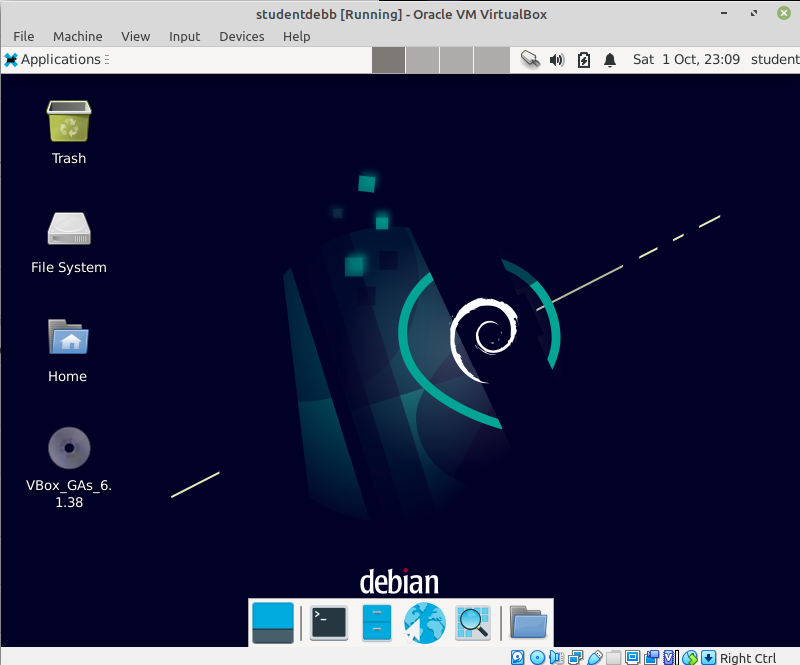 studentdebb [Running] - Oracle VM VirtualBox
File Machine View Input Devices Help
Applications Sat 1 Oct, 23:09 student
Trash
File System
Home
VBox_GAs_6.
1.38
debian
>_
Right Ctrl